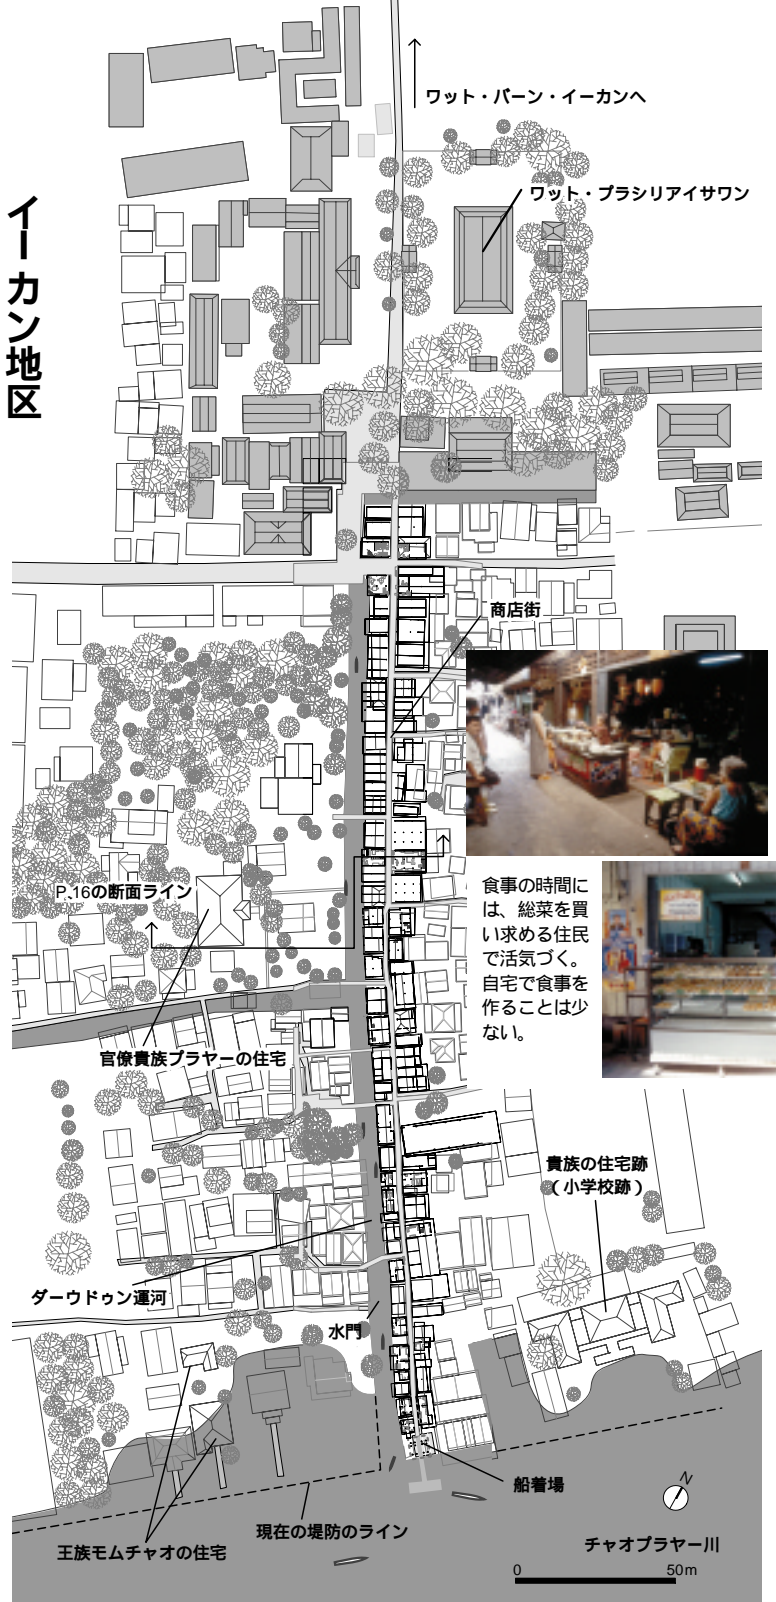 イーカン地区
ワット・バーン・イーカンへ
ワット・プラシリアイサワン
商店街
P.16の断面ライン
食事の時間に
は、総菜を買
い求める住民
で活気づく。
自宅で食事を
作ることは少
ない。
官僚貴族プラヤーの住宅
貴族の住宅跡
（小学校跡）
ダーウドゥン運河
水門
船着場
N
現在の堤防のライン
王族モムチャオの住宅
チャオプラヤー川
0 50m